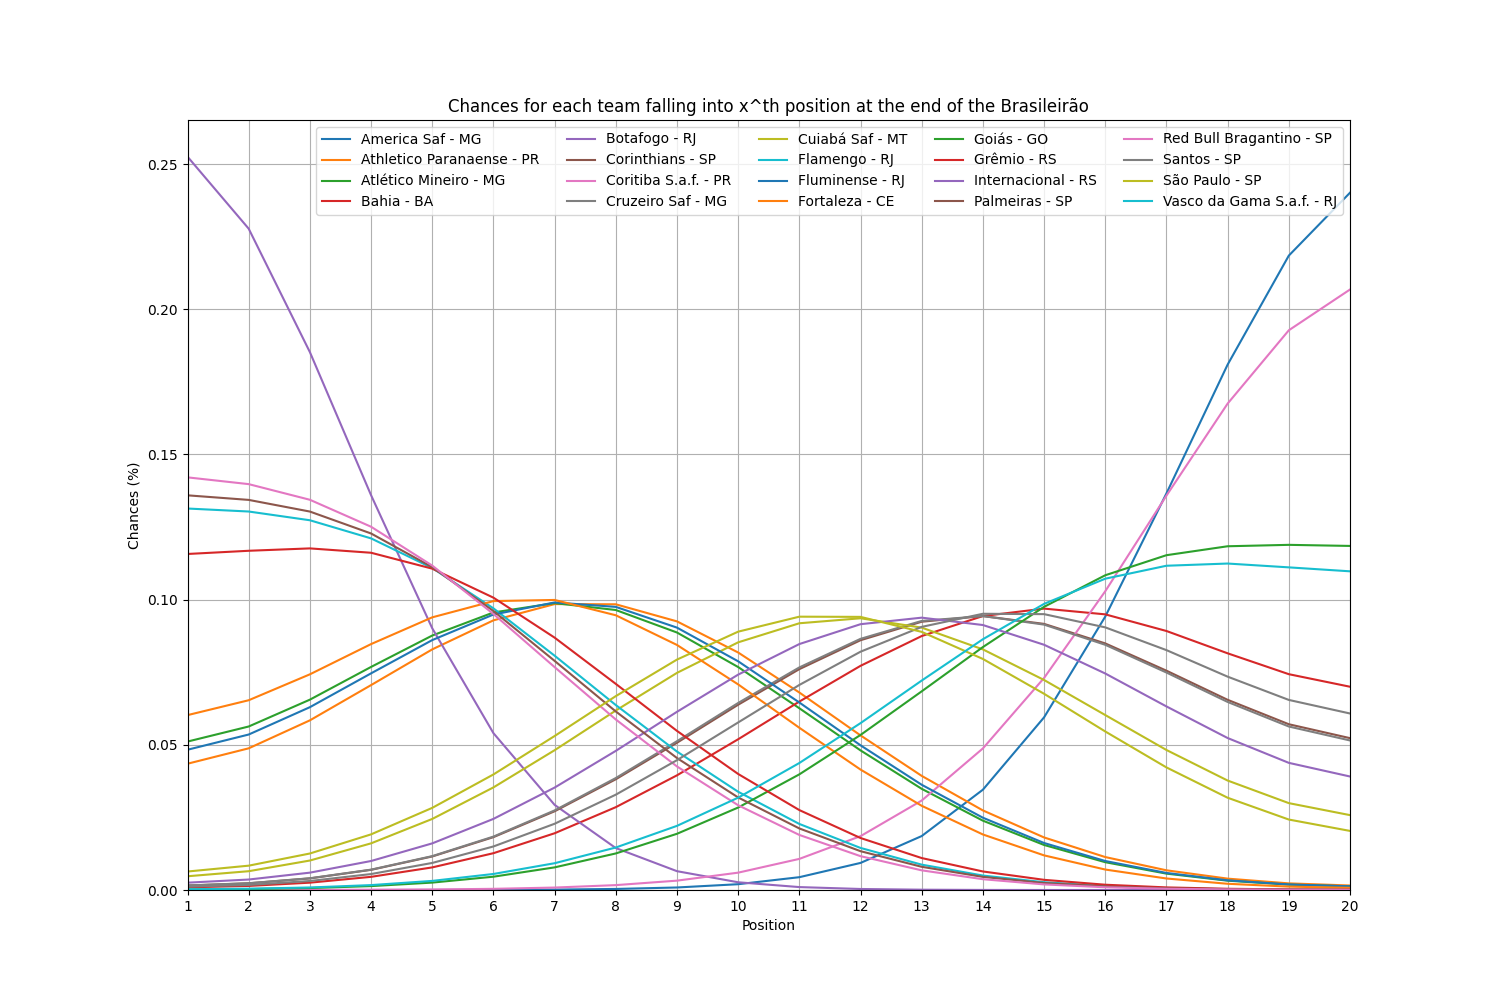 Chances for each team falling into x^th position at the end of the Brasileirão
America Saf - MG
Athletico Paranaense - PR
Atlético Mineiro - MG
Bahia - BA
Botafogo - RJ
Corinthians - SP
Coritiba S.a.f. - PR
Cruzeiro Saf - MG
Cuiabá Saf - MT
Flamengo - RJ
Fluminense - RJ
Fortaleza - CE
Goiás - GO
Grêmio - RS
Internacional - RS
Palmeiras - SP
Red Bull Bragantino - SP
Santos - SP
São Paulo - SP
Vasco da Gama S.a.f. - RJ
0.25
0.20
0.15
0.10
0.05
0.00
Chances (%)
1 2 3 4 5 6 7 8 9 10 11 12 13 14 15 16 17 18 19 20
Position